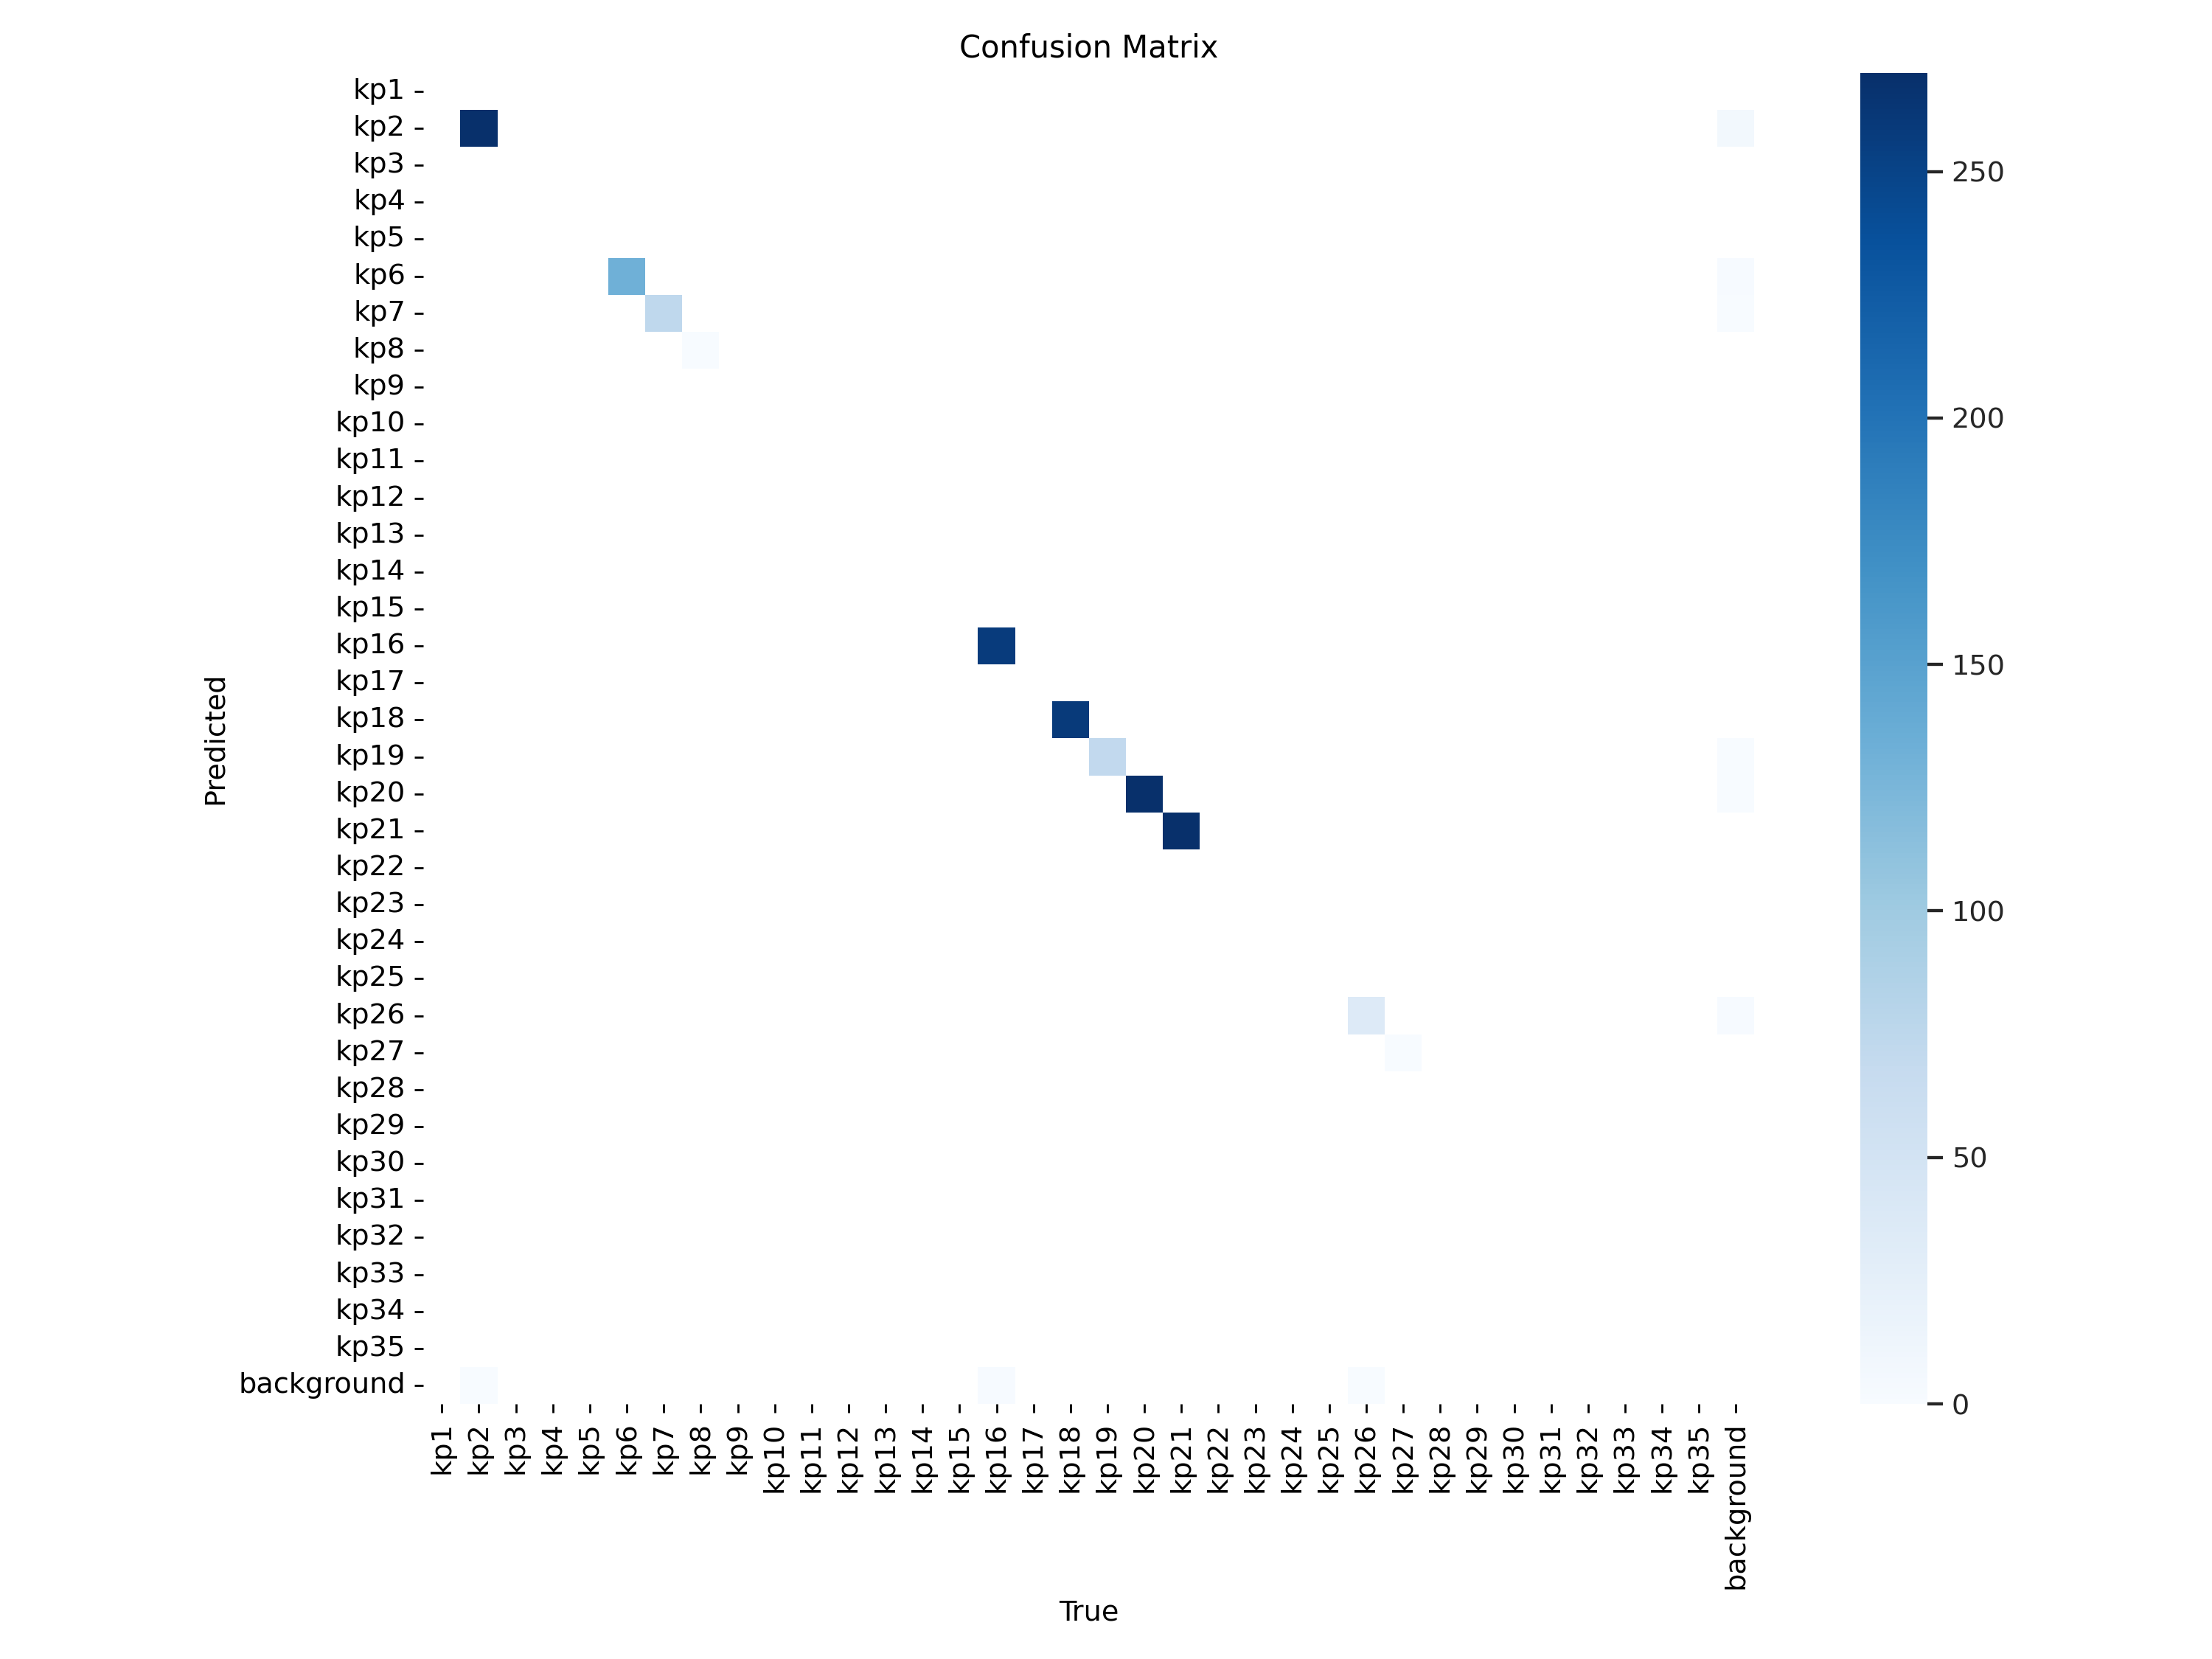 Confusion Matrix
kp1
kp2
kp3
kp4
kp5
kp6
kp7
kp8
kp9
kp10
kp11
kp12
kp13
kp14
kp15
kp16
kp17
kp18
kp19
kp20
kp21
kp22
kp23
kp24
kp25
kp26
kp27
kp28
kp29
kp30
kp31
kp32
kp33
kp34
kp35
background
Predicted
kp1 kp2 kp3 kp4 kp5 kp6 kp7 kp8 kp9 kp10 kp11 kp12 kp13 kp14 kp15 kp16 kp17 kp18 kp19 kp20 kp21 kp22 kp23 kp24 kp25 kp26 kp27 kp28 kp29 kp30 kp31 kp32 kp33 kp34 kp35 background
True
250
200
150
100
50
0